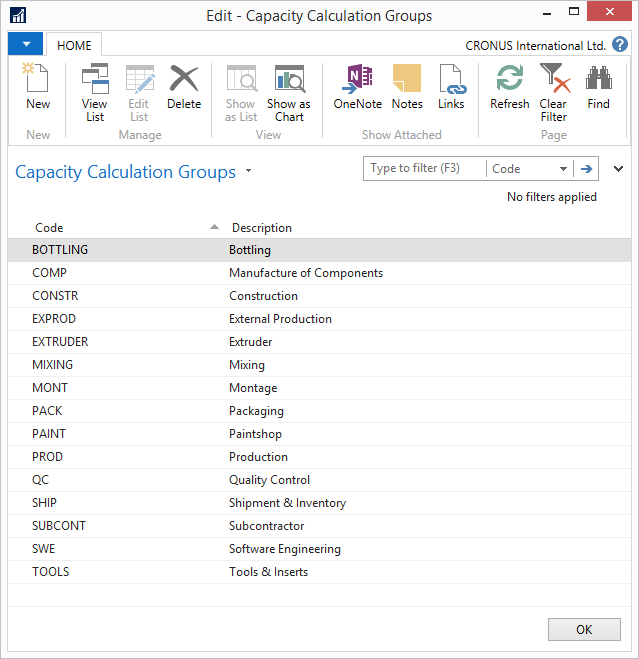 Edit - Capacity Calculation Groups
HOME
CRONUS International Ltd.
New
View List
Edit List
Delete
Show as List
Show as Chart
OneNote
Notes
Links
Refresh
Clear Filter
Find
New
Manage
View
Show Attached
Page
Capacity Calculation Groups
Type to filter (F3)
Code
No filters applied
Code Description
BOTTLING Bottling
COMP Manufacture of Components
CONSTR Construction
EXPROD External Production
EXTRUDER Extruder
MIXING Mixing
MONT Montage
PACK Packaging
PAINT Paintshop
PROD Production
QC Quality Control
SHIP Shipment & Inventory
SUBCONT Subcontractor
SWE Software Engineering
TOOLS Tools & Inserts
OK